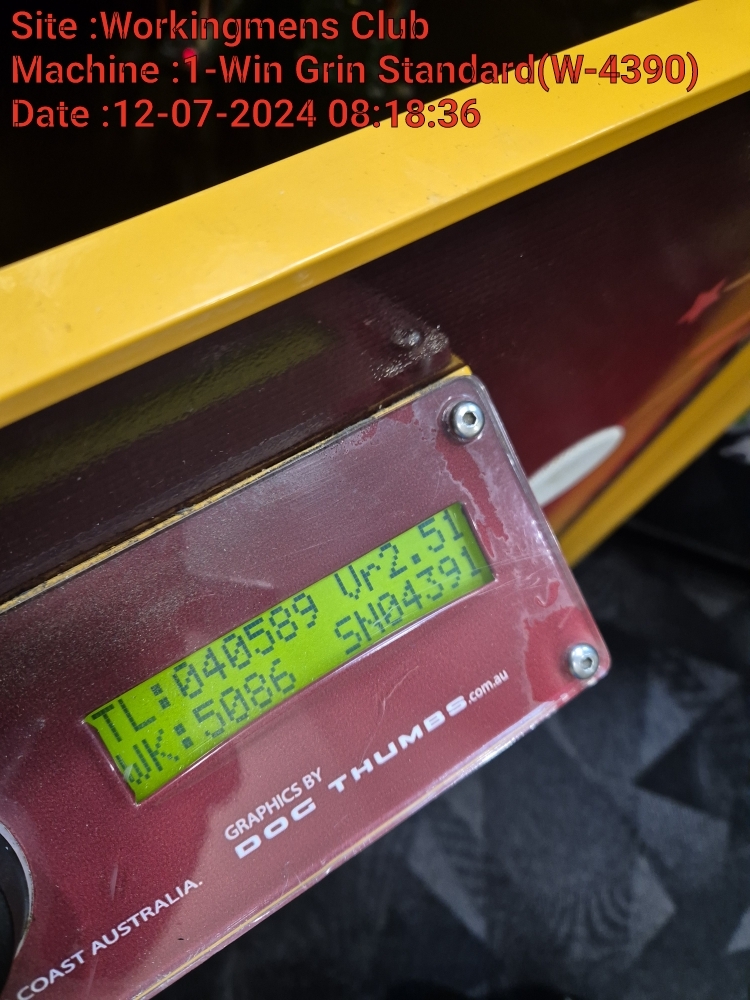 Site :Workingmens Club
Machine :1-Win Grin Standard(W-4390)
Date :12-07-2024 08:18:36
TL:040589 Vr2.51
WK:5086 SN04391
GRAPHICS BY
DOG THUMBS.com.au
COAST AUSTRALIA.